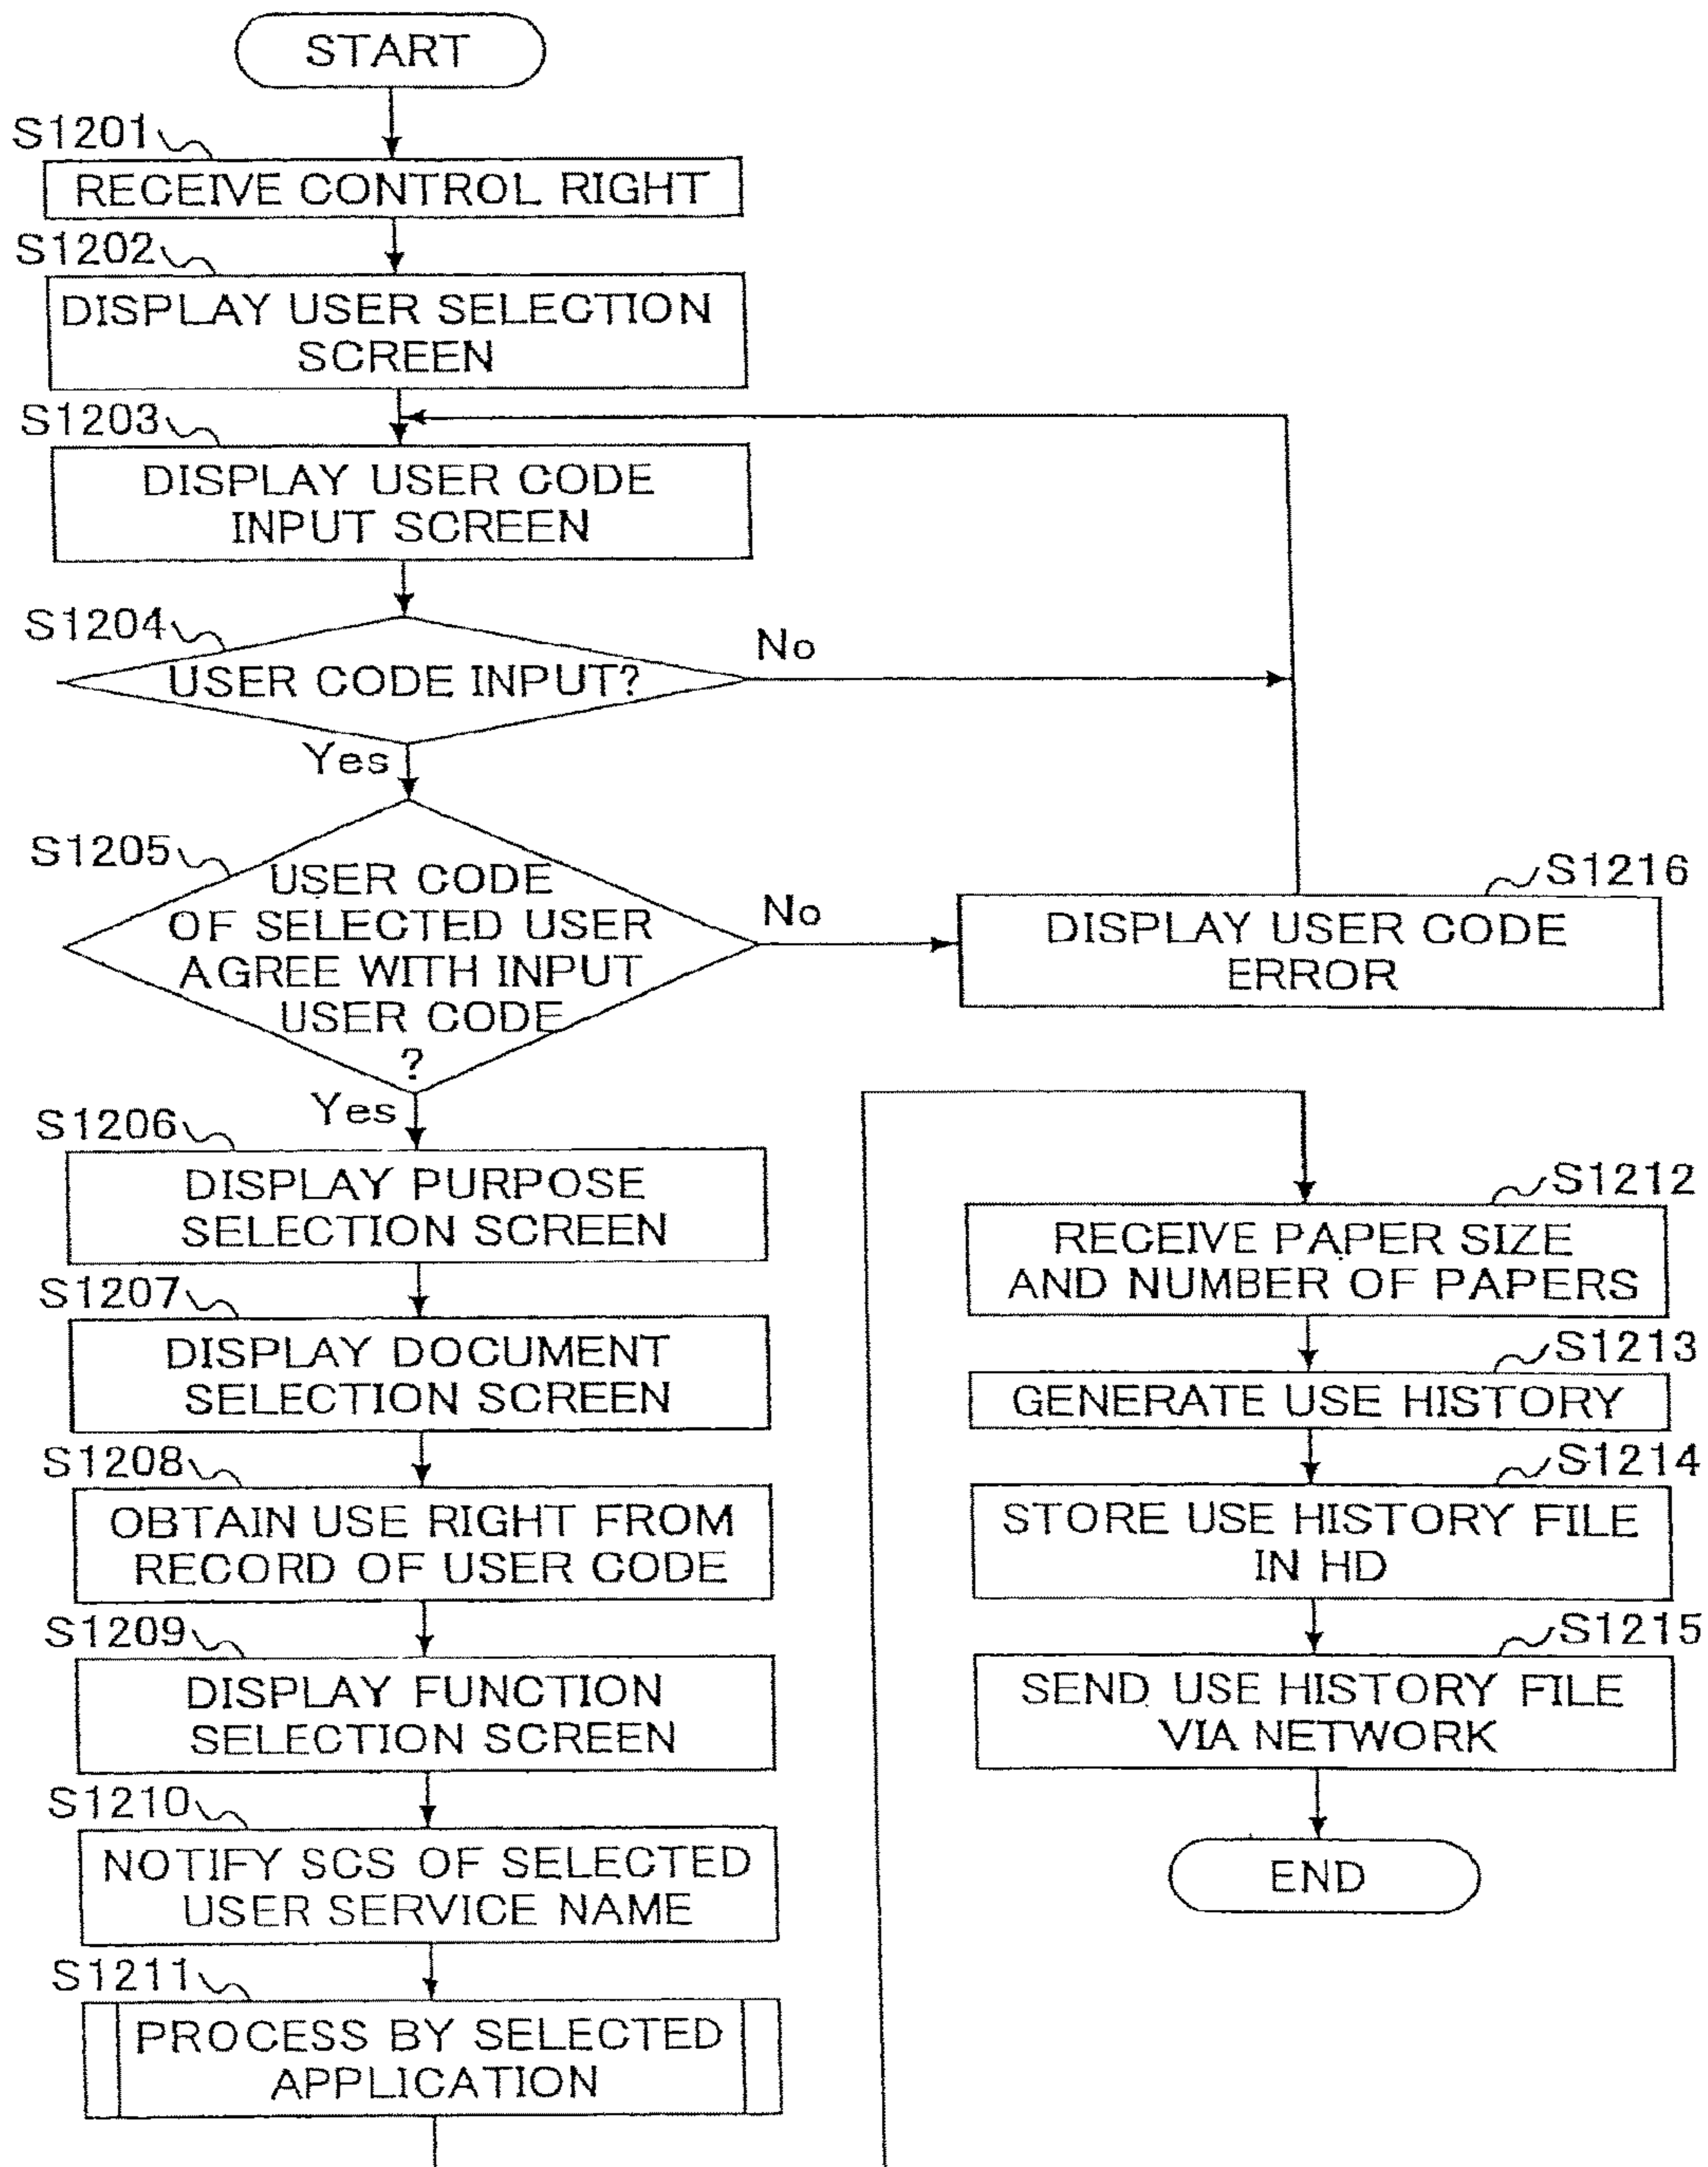 START
S1201
RECEIVE CONTROL RIGHT
S1202
DISPLAY USER SELECTION
SCREEN
S1203
DISPLAY USER CODE
INPUT SCREEN
S1204
USER CODE INPUT?
No
Yes
S1205
USER CODE
OF SELECTED USER
AGREE WITH INPUT
USER CODE
?
No
Yes
S1216
DISPLAY USER CODE
ERROR
S1206
DISPLAY PURPOSE
SELECTION SCREEN
S1207
DISPLAY DOCUMENT
SELECTION SCREEN
S1208
OBTAIN USE RIGHT FROM
RECORD OF USER CODE
S1209
DISPLAY FUNCTION
SELECTION SCREEN
S1210
NOTIFY SCS OF SELECTED
USER SERVICE NAME
S1211
PROCESS BY SELECTED
APPLICATION
S1212
RECEIVE PAPER SIZE
AND NUMBER OF PAPERS
S1213
GENERATE USE HISTORY
S1214
STORE USE HISTORY FILE
IN HD
S1215
SEND USE HISTORY FILE
VIA NETWORK
END